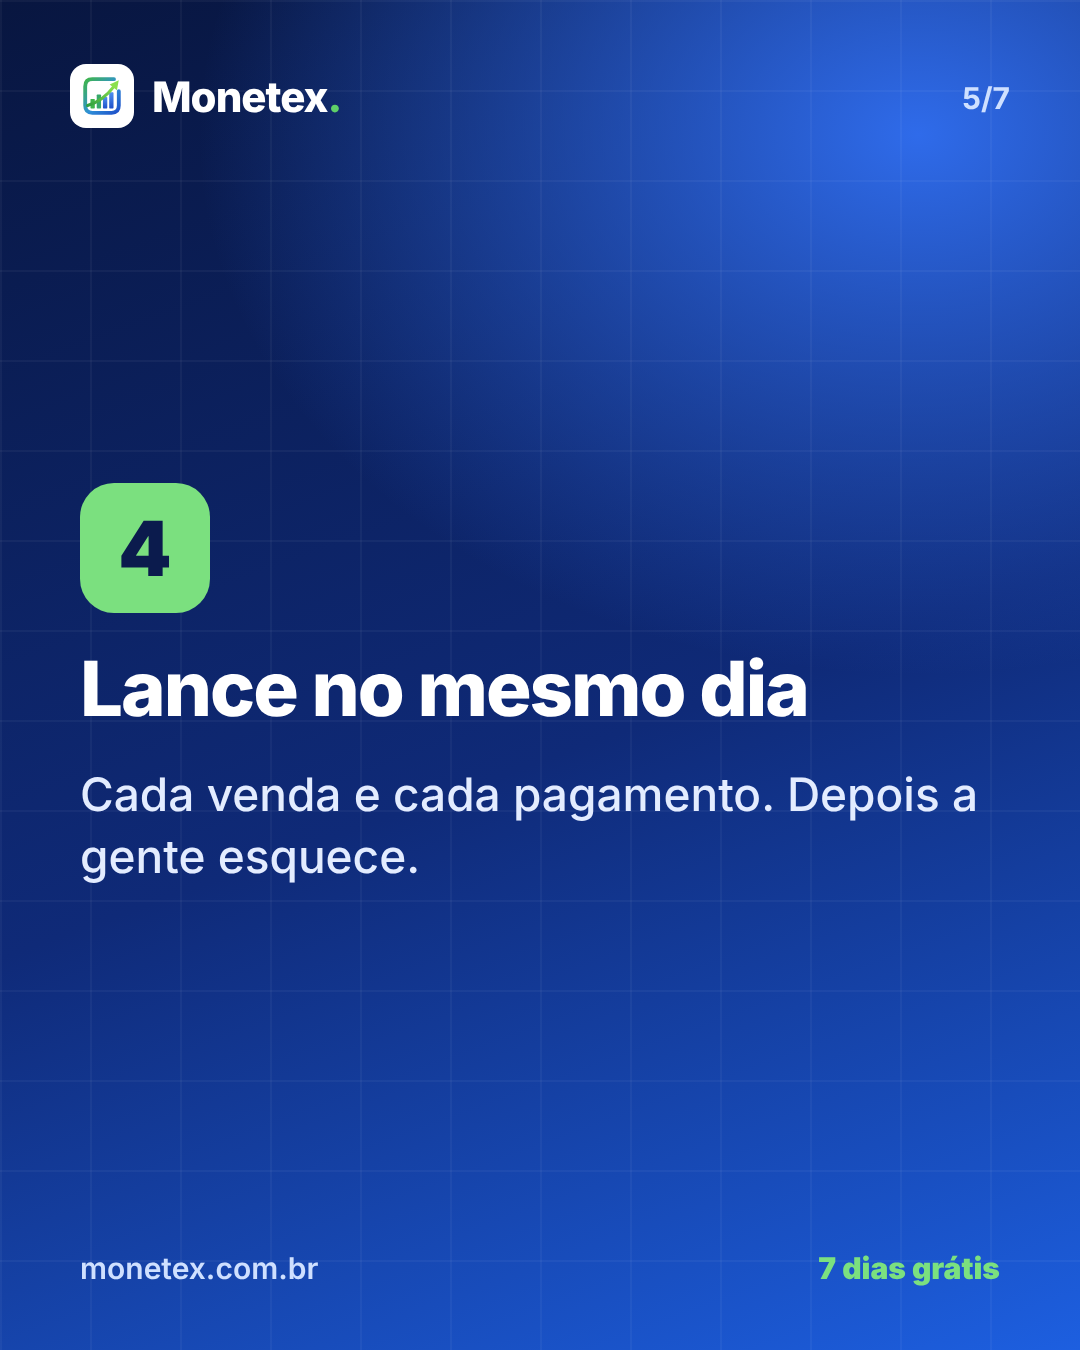 Monetex.
5/7
4
Lance no mesmo dia
Cada venda e cada pagamento. Depois a
gente esquece.
monetex.com.br
7 dias grátis